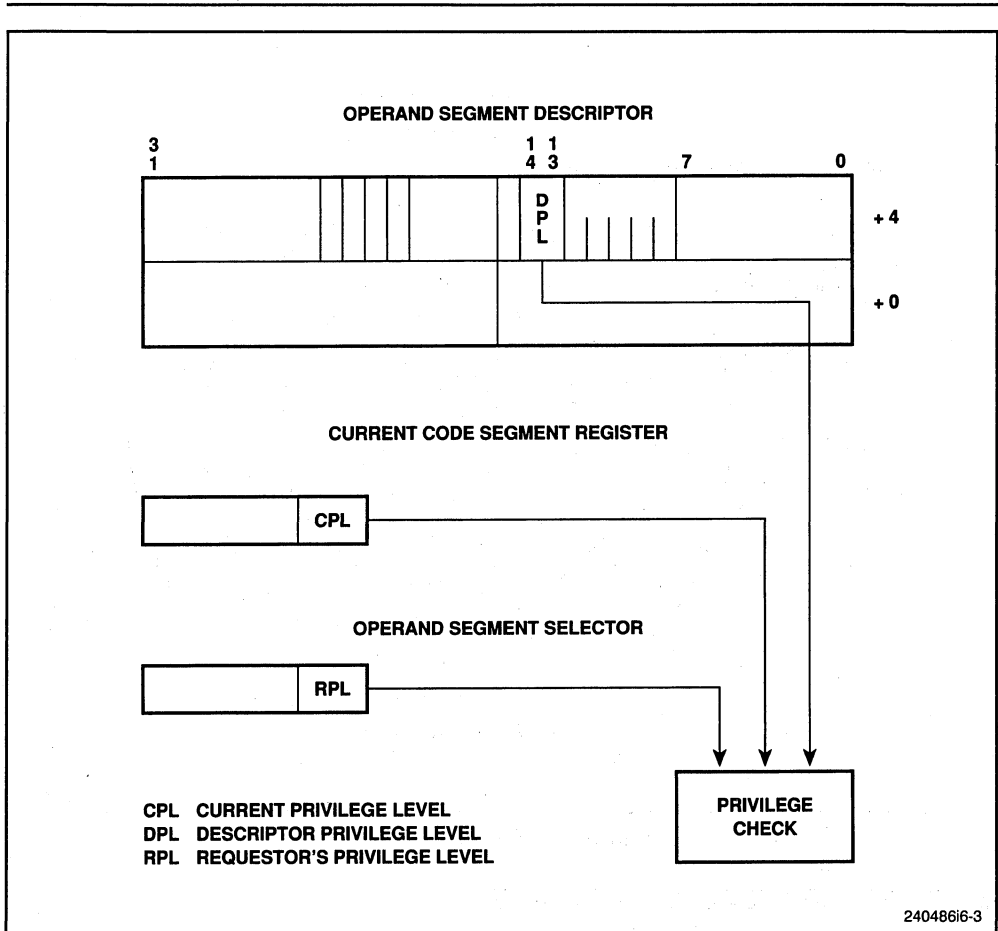 OPERAND SEGMENT DESCRIPTOR
3 1 1
1 4 3 7 0
D
P
L
+ 4
+ 0
CURRENT CODE SEGMENT REGISTER
CPL
OPERAND SEGMENT SELECTOR
RPL
CPL CURRENT PRIVILEGE LEVEL
DPL DESCRIPTOR PRIVILEGE LEVEL
RPL REQUESTOR'S PRIVILEGE LEVEL
PRIVILEGE
CHECK
240486i6-3